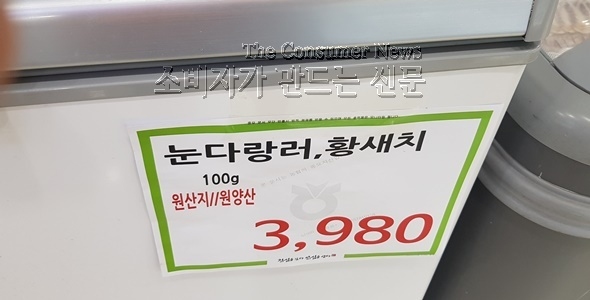 The Consumer News
소비자가 만드는 신문
눈다랑러,황새치
100g
원산지//원양산
3,980